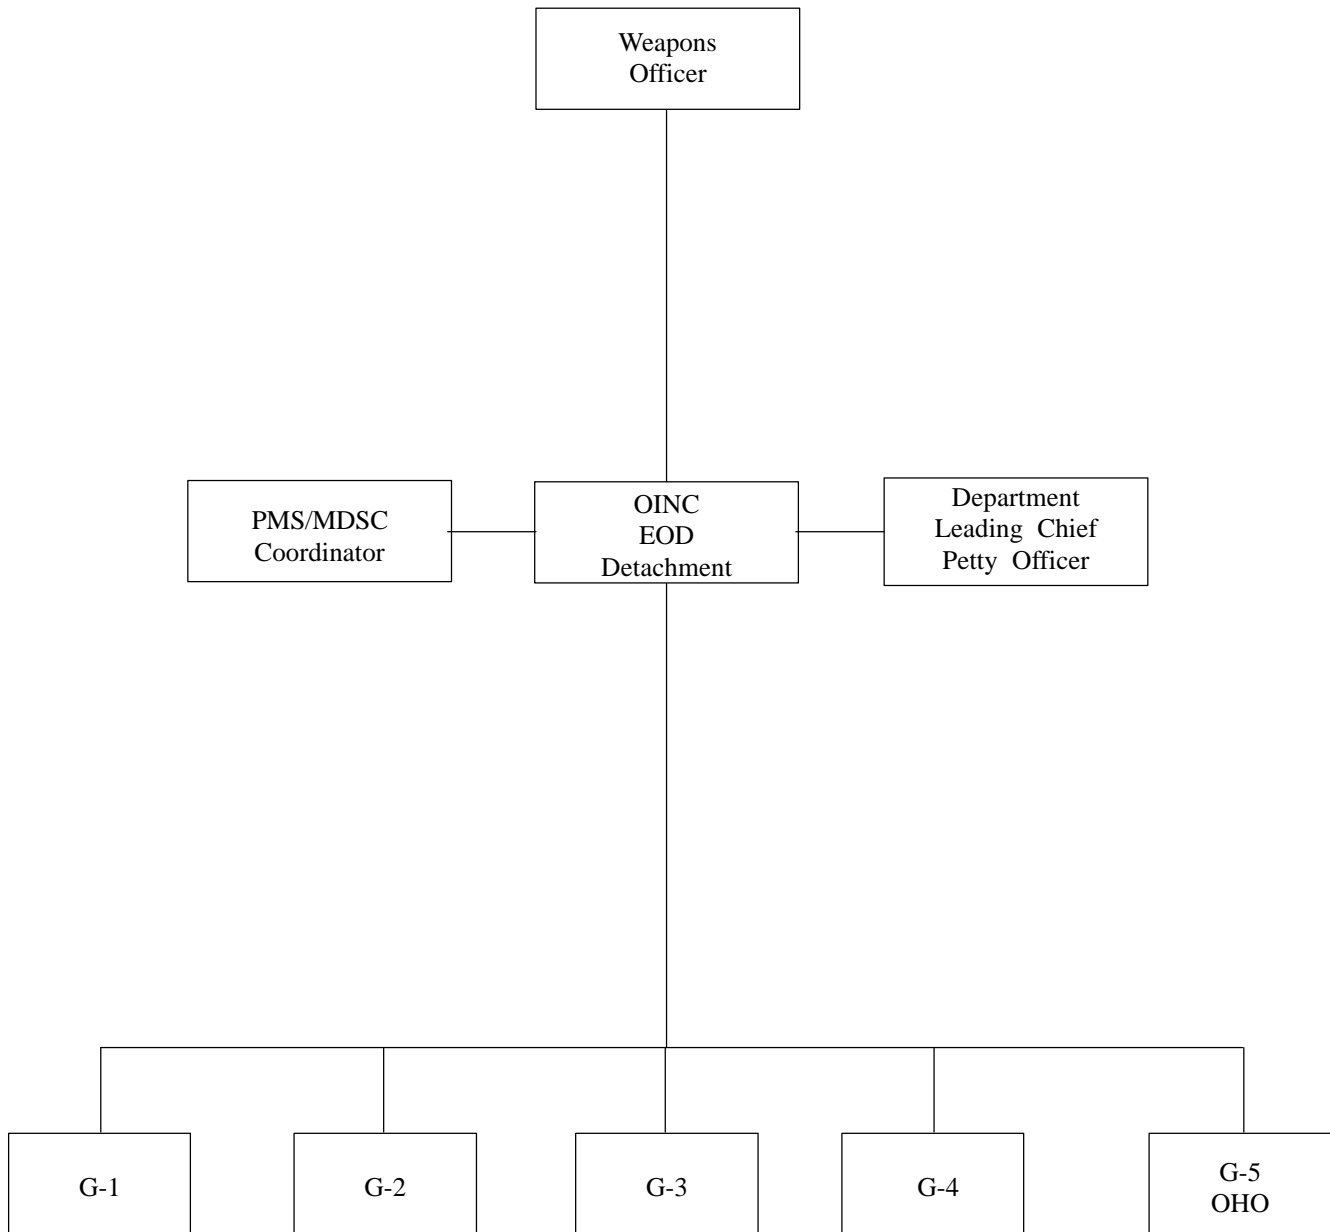 Weapons
Officer
PMS/MDSC
Coordinator
OINC
EOD
Detachment
Department
Leading Chief
Petty Officer
G-1
G-2
G-3
G-4
G-5
OHO